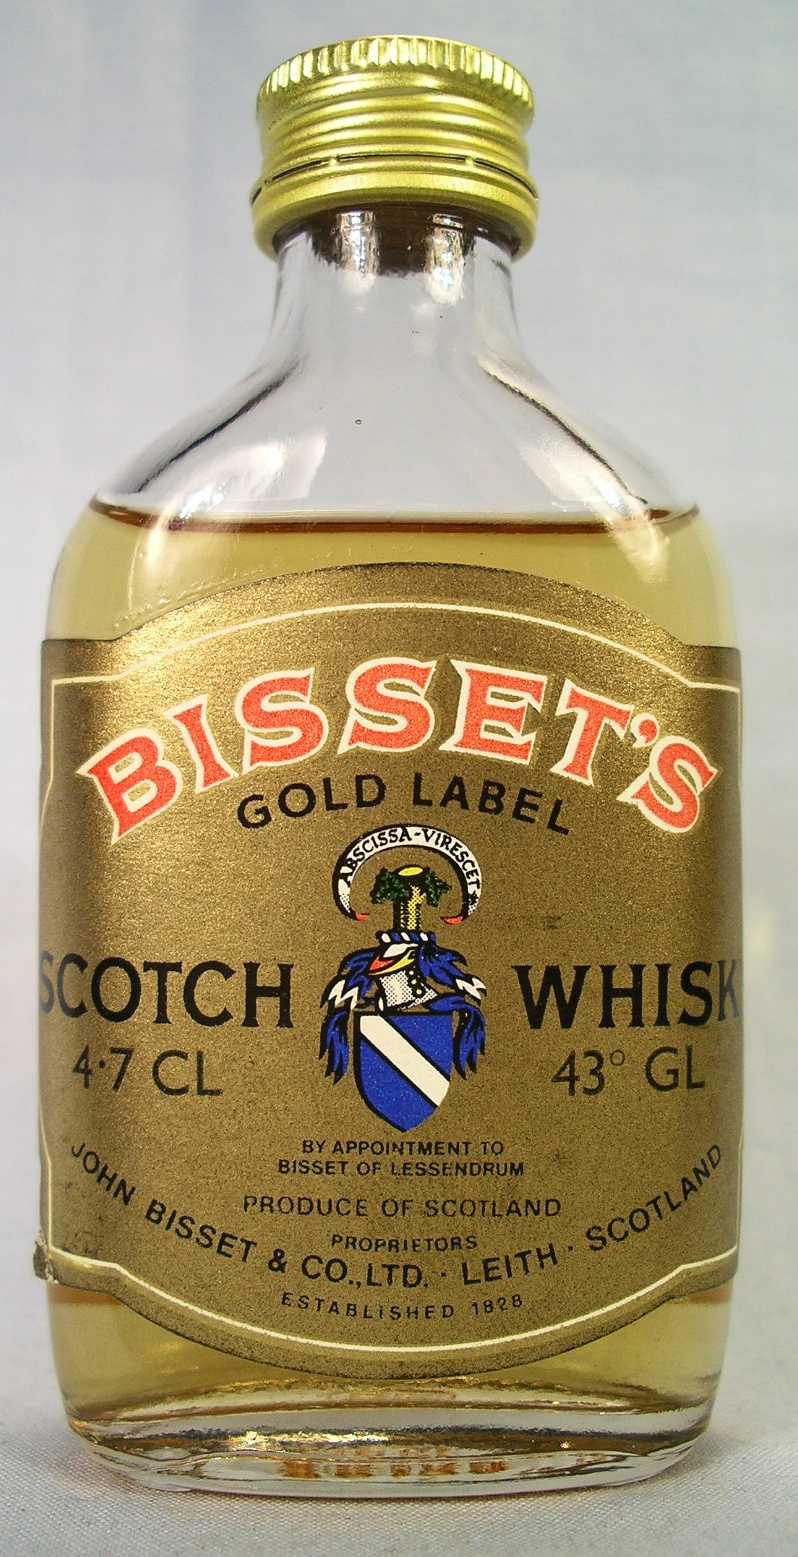 BISSET'S
GOLD LABEL
ABSCISSA-VIRESCET
SCOTCH WHISK
4·7 CL 43° GL
BY APPOINTMENT TO
BISSET OF LESSENDRUM
PRODUCE OF SCOTLAND
PROPRIETORS
JOHN BISSET & CO., LTD. · LEITH · SCOTLAND
ESTABLISHED 1828